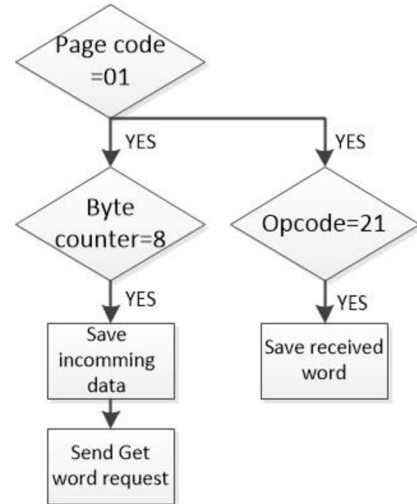 Page code
=01
YES
YES
Byte
counter=8
Opcode=21
YES
YES
Save
incomming
data
Save received
word
Send Get
word request